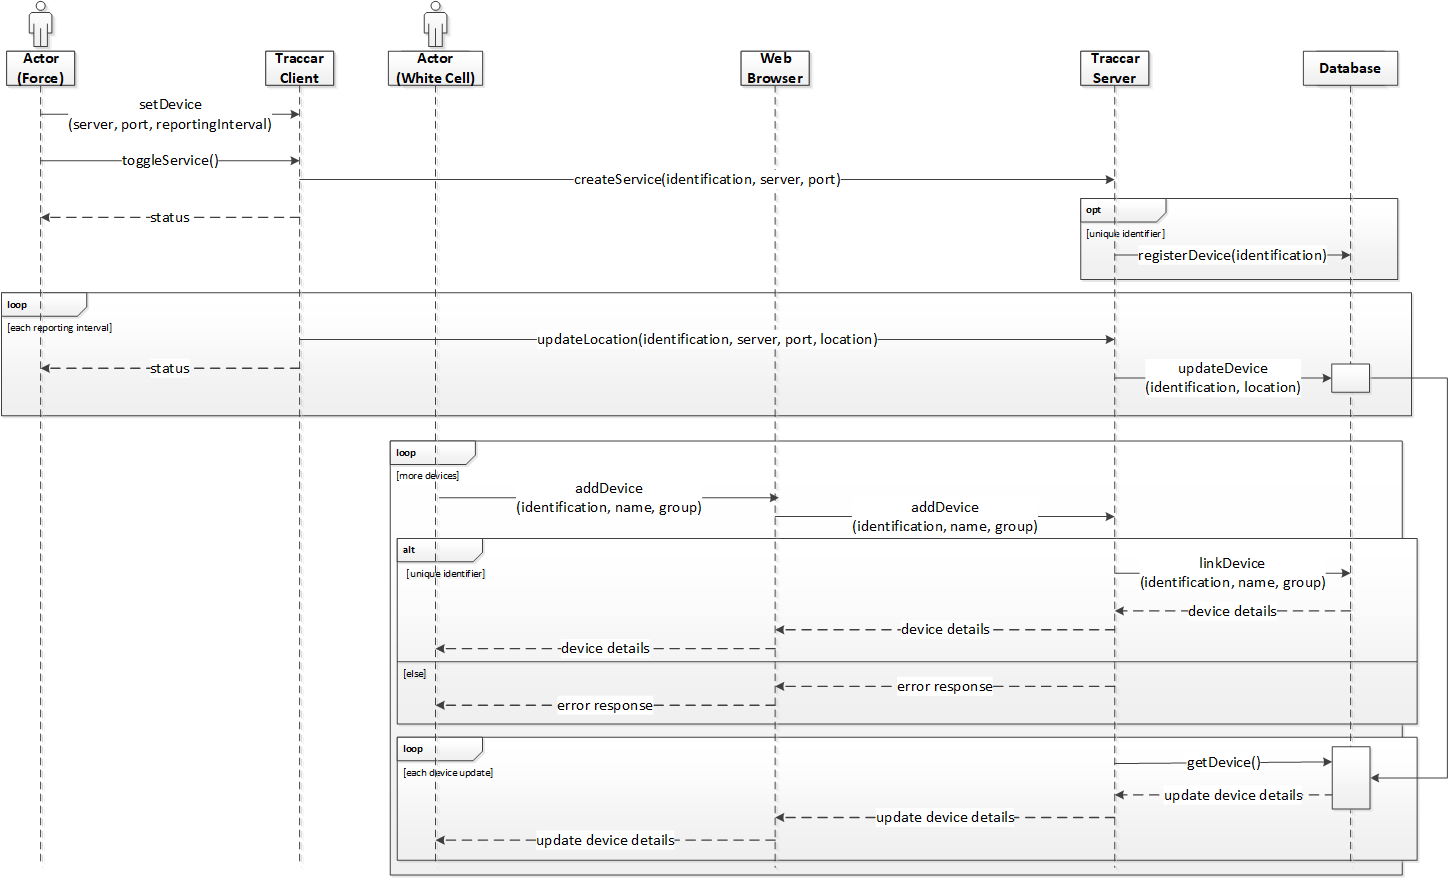 Actor
(Force)
Traccar
Client
Actor
(White Cell)
Web
Browser
Traccar
Server
Database
setDevice
(server, port, reportingInterval)
toggleService()
createService(identification, server, port)
status
opt
[unique identifier]
registerDevice(identification)
loop
[each reporting interval]
updateLocation(identification, server, port, location)
status
updateDevice
(identification, location)
loop
[more devices]
addDevice
(identification, name, group)
addDevice
(identification, name, group)
alt
[unique identifier]
linkDevice
(identification, name, group)
device details
device details
device details
[else]
error response
error response
loop
[each device update]
getDevice()
update device details
update device details
update device details